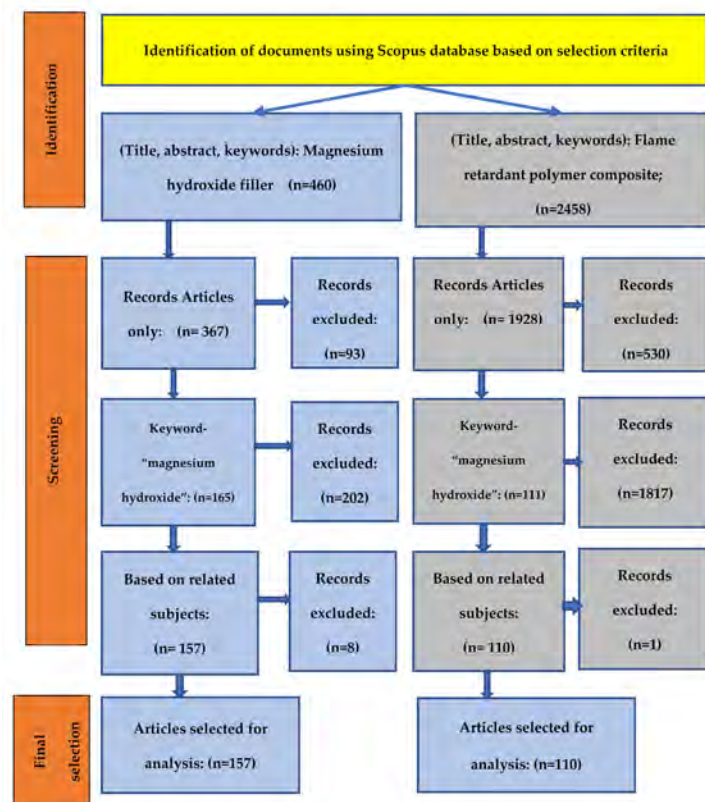 Identification
Identification of documents using Scopus database based on selection criteria
(Title, abstract, keywords): Magnesium
hydroxide filler (n=460)
(Title, abstract, keywords): Flame
retardant polymer composite;
(n=2458)
Screening
Records Articles
only: (n= 367)
Records
excluded:
(n=93)
Records Articles
only: (n= 1928)
Records
excluded:
(n=530)
Keyword-
"magnesium
hydroxide": (n=165)
Records
excluded:
(n=202)
Keyword-
"magnesium
hydroxide": (n=111)
Records
excluded:
(n=1817)
Based on related
subjects:
(n= 157)
Records
excluded:
(n=8)
Based on related
subjects:
(n= 110)
Records
excluded:
(n=1)
Final
selection
Articles selected for
analysis: (n=157)
Articles selected for
analysis: (n=110)